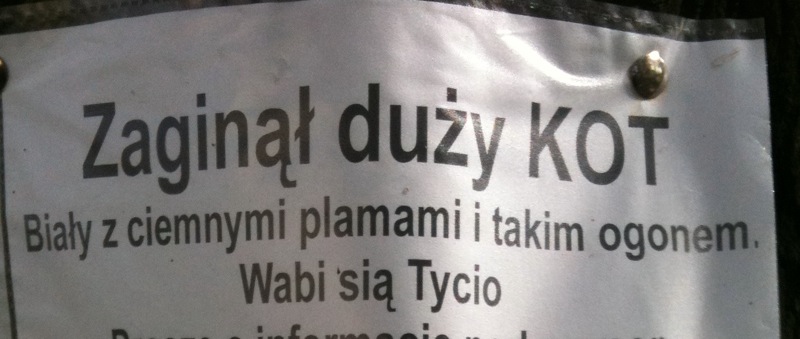 Zaginął duży KOT
Biały z ciemnymi plamami i takim ogonem.
Wabi sią Tycio